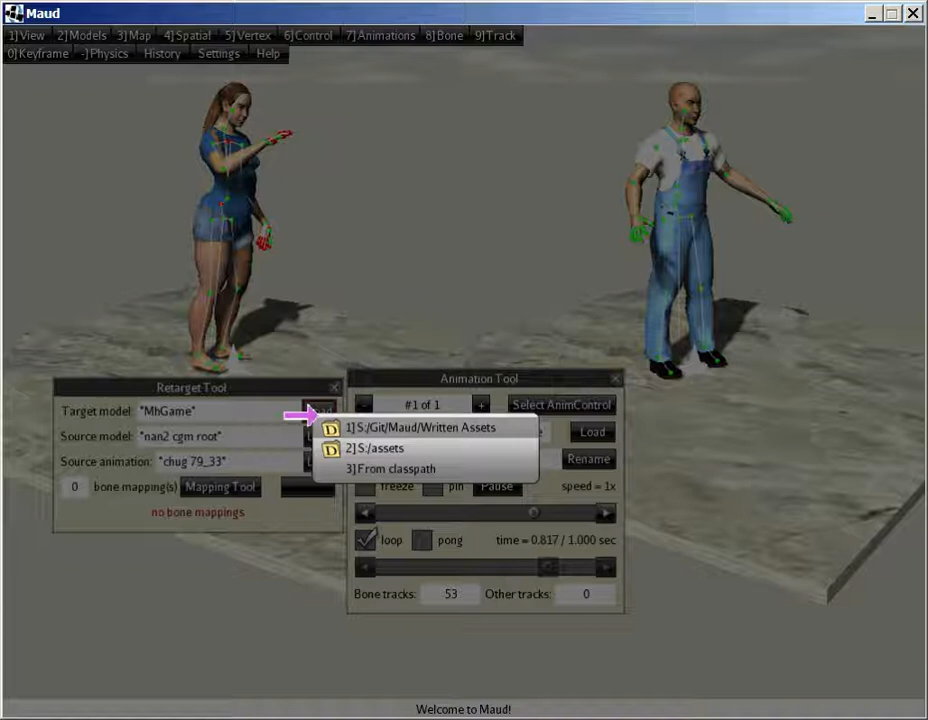 Maud
1]View 2]Models 3]Map 4]Spatial 5]Vertex 6]Control 7]Animations 8]Bone 9]Track
0]Keyframe -]Physics History Settings Help
Retarget Tool
Target model: "MhGame"
Source model: "nan2 cgm root"
Source animation: "chug 79_33"
0 bone mapping(s) Mapping Tool
no bone mappings
1] S:/Git/Maud/Written Assets
2] S:/assets
3]From classpath
Animation Tool
- #1 of 1 + Select AnimControl
Load
Rename
freeze pin Pause speed = 1x
loop pong time = 0.817 / 1.000 sec
Bone tracks: 53 Other tracks: 0
Welcome to Maud!